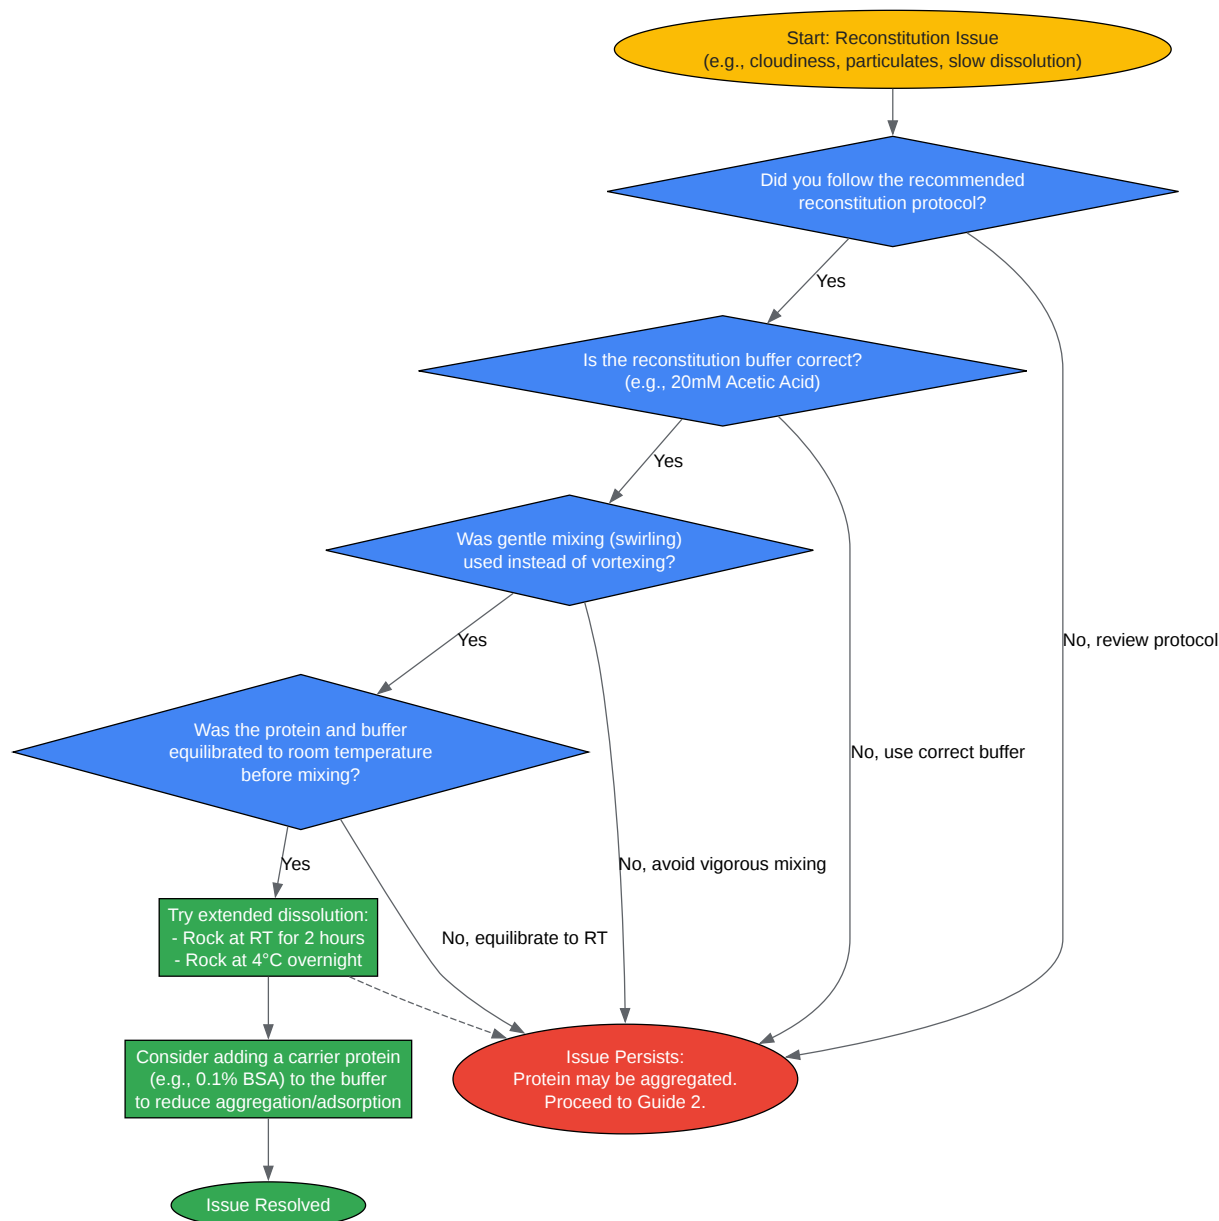 Start: Reconstitution Issue
(e.g., cloudiness, particulates, slow dissolution)
Did you follow the recommended
reconstitution protocol?
Yes
Is the reconstitution buffer correct?
(e.g., 20mM Acetic Acid)
Yes
Was gentle mixing (swirling)
used instead of vortexing?
Yes
No, review protocol
Was the protein and buffer
equilibrated to room temperature
before mixing?
No, use correct buffer
Yes
No, avoid vigorous mixing
Try extended dissolution:
- Rock at RT for 2 hours
- Rock at 4°C overnight
No, equilibrate to RT
Consider adding a carrier protein
(e.g., 0.1% BSA) to the buffer
to reduce aggregation/adsorption
Issue Persists:
Protein may be aggregated.
Proceed to Guide 2.
Issue Resolved